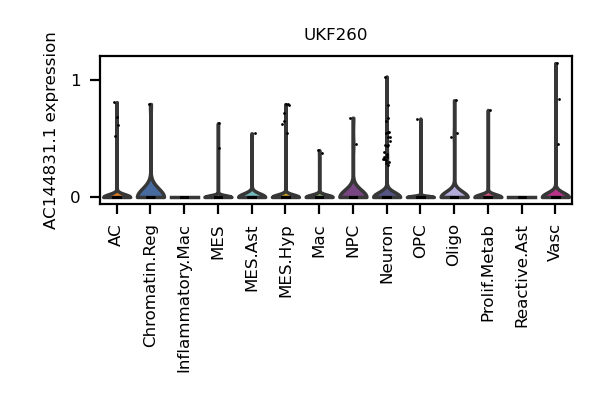 UKF260
AC144831.1 expression
1
0
AC
Chromatin.Reg
Inflammatory.Mac
MES
MES.Ast
MES.Hyp
Mac
NPC
Neuron
OPC
Oligo
Prolif.Metab
Reactive.Ast
Vasc